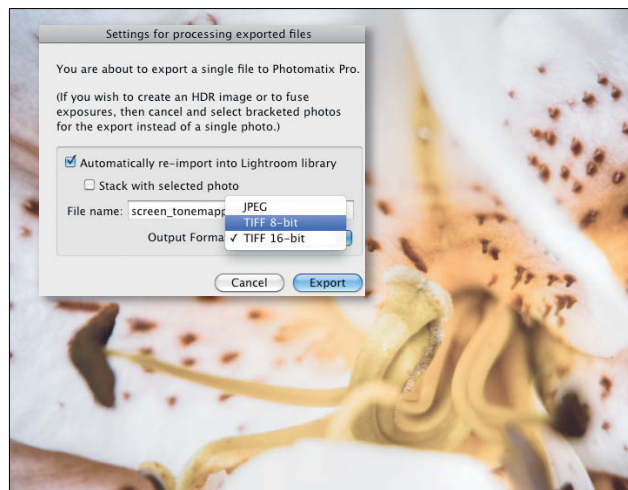 Settings for processing exported files
You are about to export a single file to Photomatix Pro.
(If you wish to create an HDR image or to fuse
exposures, then cancel and select bracketed photos
for the export instead of a single photo.)
Automatically re-import into Lightroom library
Stack with selected photo
JPEG
File name: screen_tonemapp
TIFF 8-bit
Output Forma
✓ TIFF 16-bit
Cancel
Export